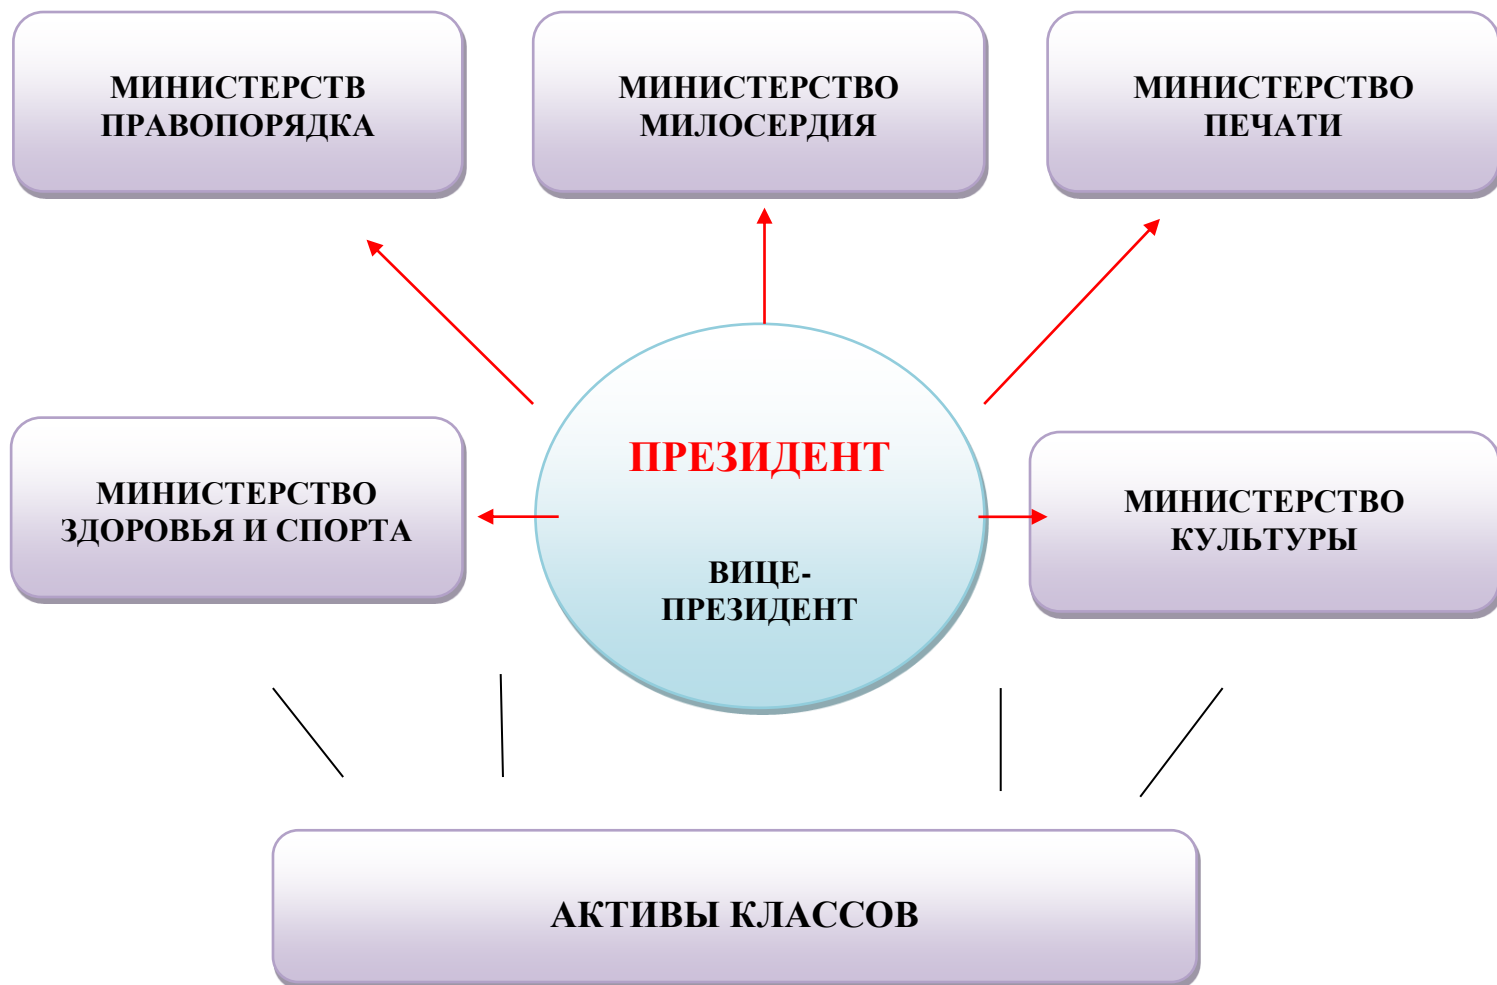 МИНИСТЕРСТВ
ПРАВОПОРЯДКА
МИНИСТЕРСТВО
МИЛОСЕРДИЯ
МИНИСТЕРСТВО
ПЕЧАТИ
МИНИСТЕРСТВО
ЗДОРОВЬЯ И СПОРТА
ПРЕЗИДЕНТ
ВИЦЕ-
ПРЕЗИДЕНТ
МИНИСТЕРСТВО
КУЛЬТУРЫ
АКТИВЫ КЛАССОВ